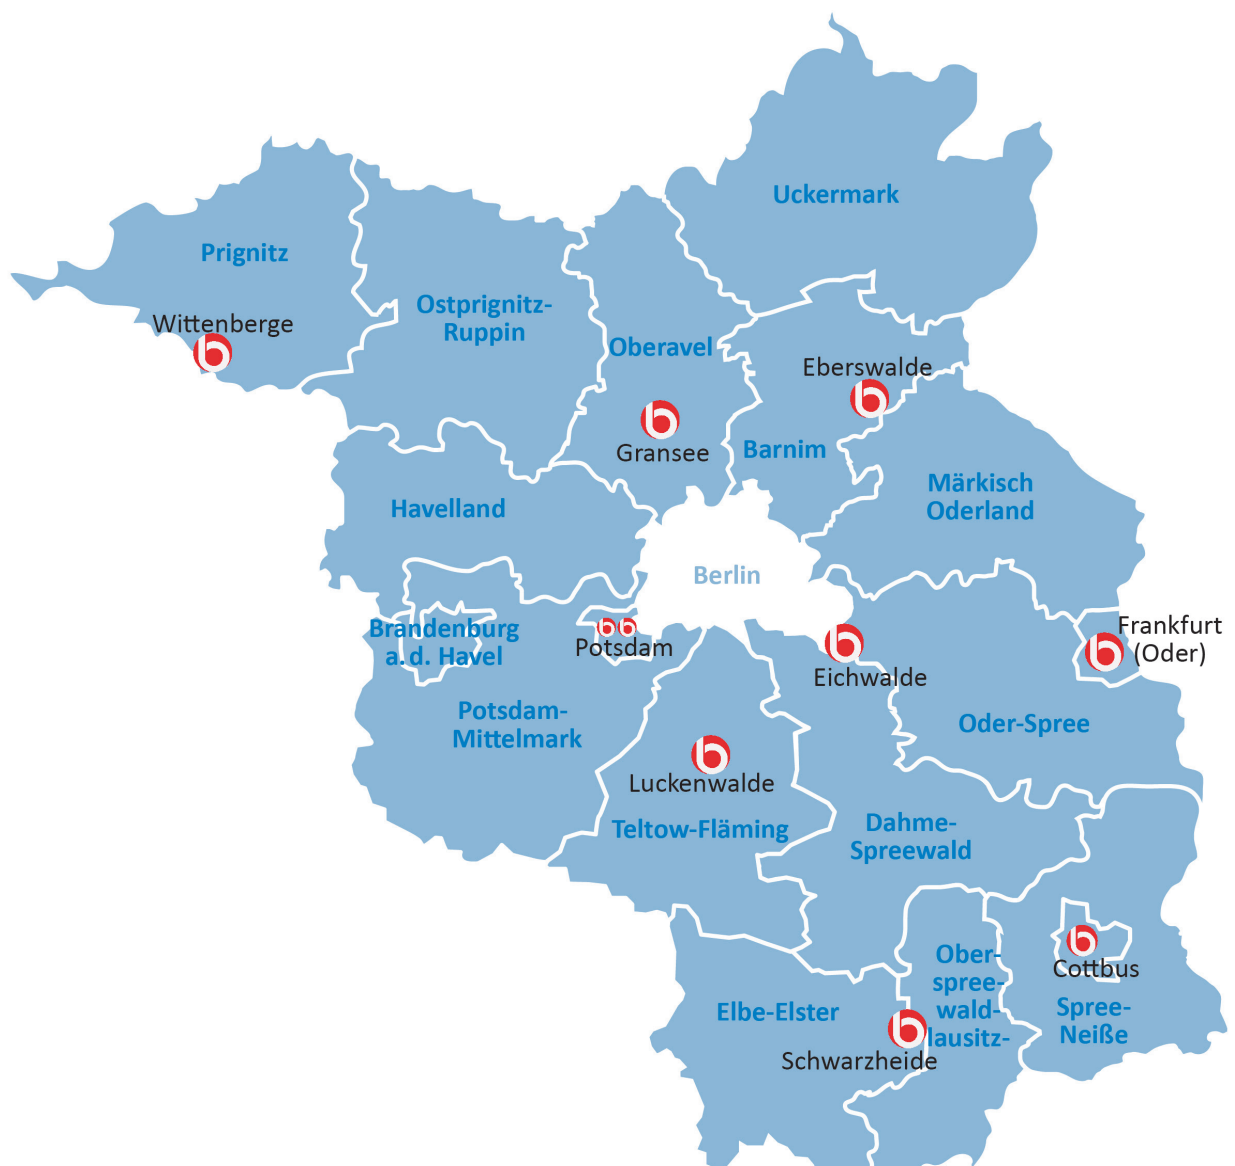 Uckermark
Prignitz
Ostprignitz-
Ruppin
Wittenberge
Oberavel
Eberswalde
Gransee
Barnim
Märkisch
Oderland
Havelland
Berlin
Brandenburg
a. d. Havel
Potsdam
Frankfurt
(Oder)
Eichwalde
Potsdam-
Mittelmark
Oder-Spree
Luckenwalde
Teltow-Fläming
Dahme-
Spreewald
Ober-
spree-
wald-
lausitz-
Cottbus
Elbe-Elster
Spree-
Neiße
Schwarzheide